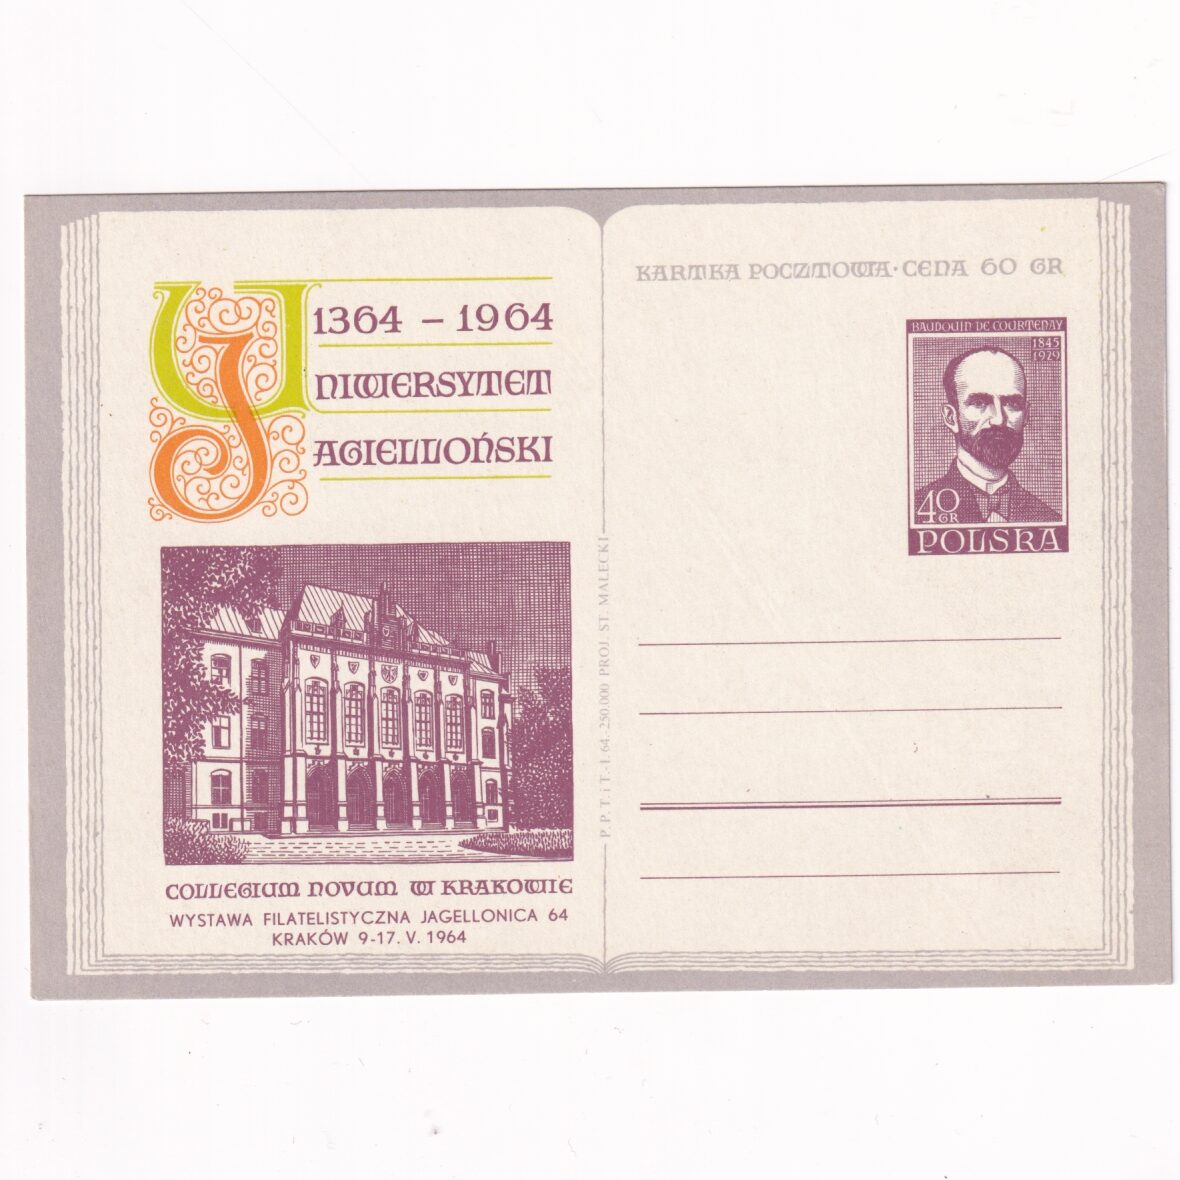 1364 – 1964
UNIWERSYTET
JAGIELLOŃSKI
COLLEGIUM NOVUM W KRAKOWIE
WYSTAWA FILATELISTYCZNA JAGELLONICA 64
KRAKÓW 9-17. V. 1964
P. P. T. i T. - I. 64. - 250.000 PROJ. ST. MAŁECKI -
KARTKA POCZTOWA · CENA 60 GR
BAUDOUIN DE COURTENAY
1845
1929
40
GR
POLSKA